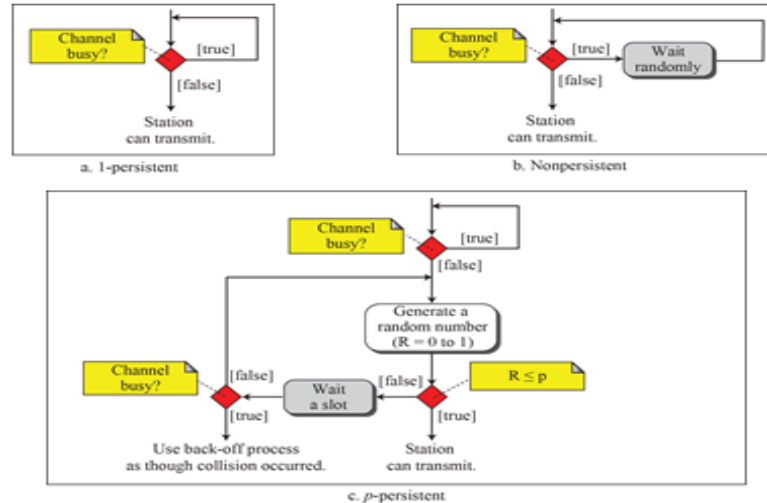 Channel
busy?
[true]
[false]
Station
can transmit.
a. 1-persistent
Channel
busy?
[true]
Wait
randomly
[false]
Station
can transmit.
b. Nonpersistent
Channel
busy?
[true]
[false]
Generate a
random number
(R = 0 to 1)
Channel
busy?
[false]
Wait
a slot
[false]
R ≤ p
[true]
[true]
Use back-off process
as though collision occurred.
Station
can transmit.
c. p-persistent